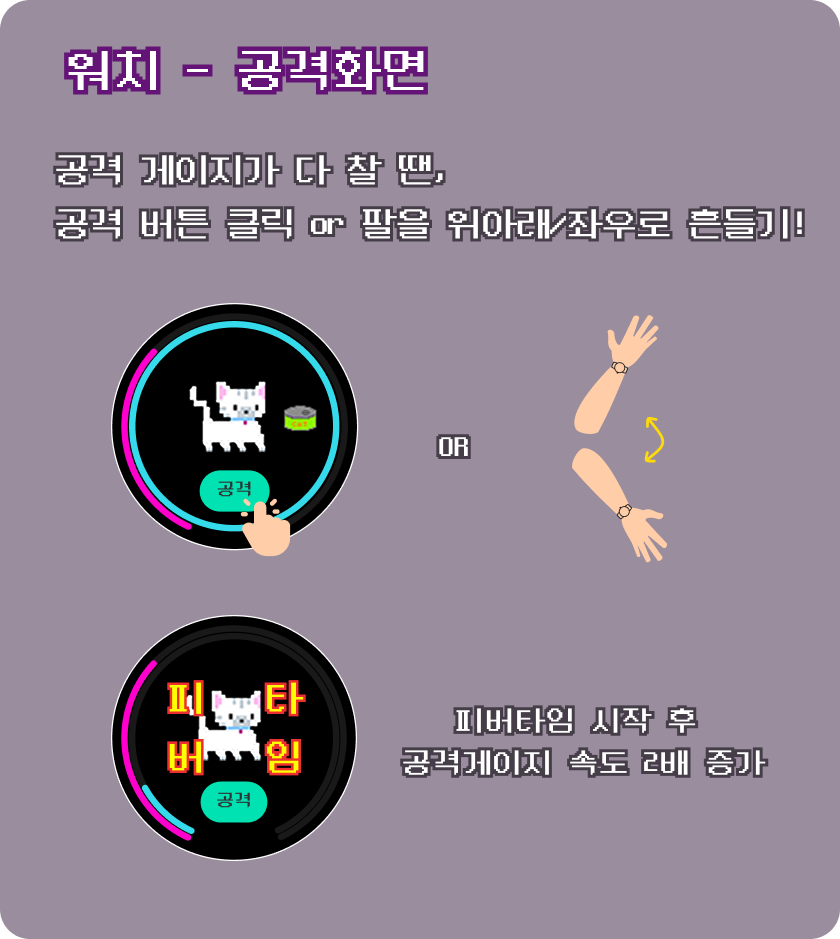 워치 - 공격화면
공격 게이지가 다 찰 땐,
공격 버튼 클릭 or 팔을 위아래/좌우로 흔들기!
CAT
공격
OR
피 타
버 임
공격
피버타임 시작 후
공격게이지 속도 2배 증가